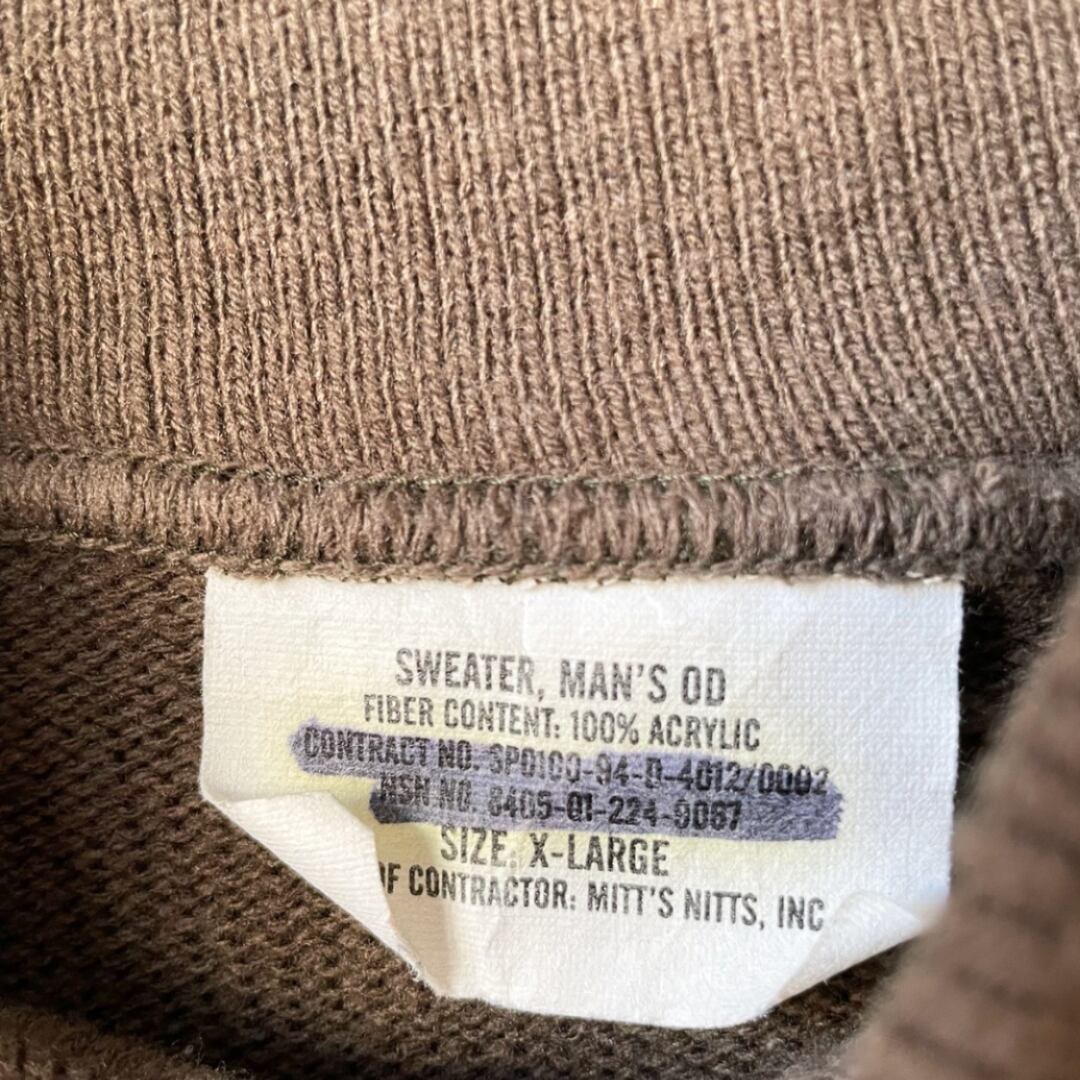 SWEATER, MAN'S OD
FIBER CONTENT: 100% ACRYLIC
CONTRACT NO. SP0100-94-D-4012/0002
NSN NO. 8405-01-224-9067
SIZE: X-LARGE
OF CONTRACTOR: MITT'S NITTS, INC